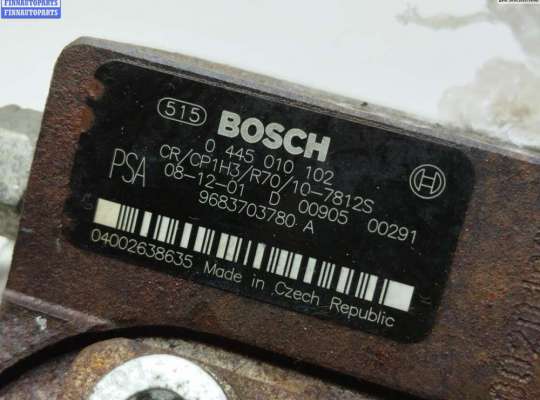 FINNAUTOPARTS
FINNAUTOPARTS
515 BOSCH
0 445 010 102
CR/CP1H3/R70/10-7812S
PSA 08-12-01 D 00905 00291
9683703780 A
04002638635 Made in Czech Republic